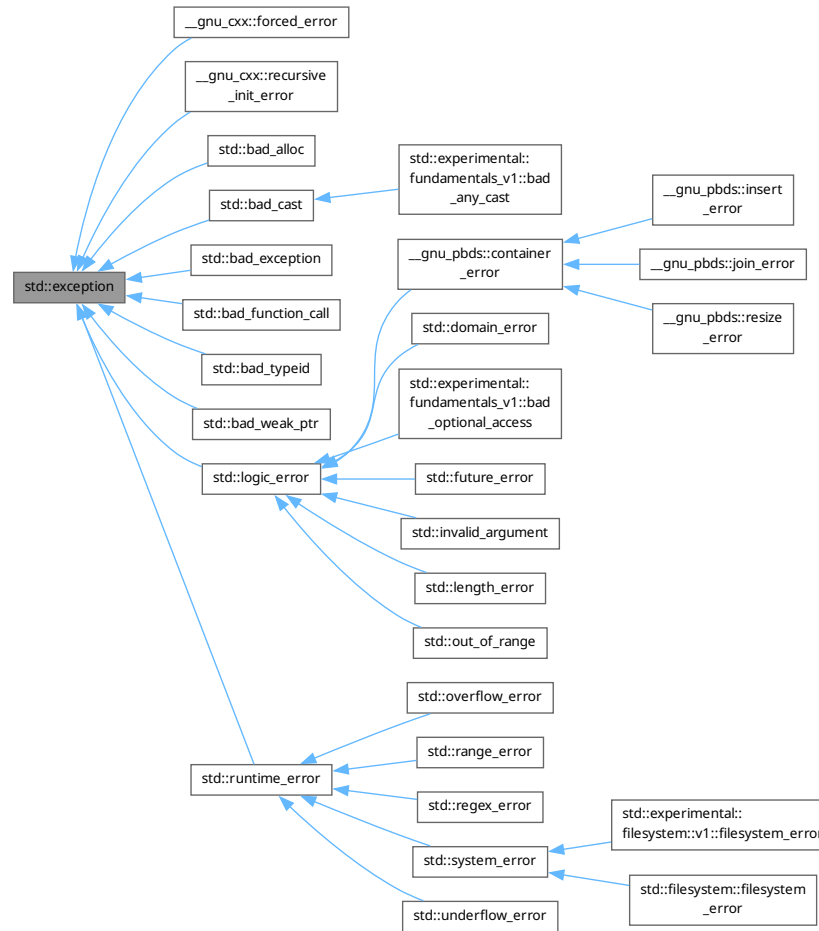 __gnu_cxx::forced_error
__gnu_cxx::recursive
_init_error
std::bad_alloc
std::experimental::
fundamentals_v1::bad
_any_cast
std::bad_cast
__gnu_pbds::insert
_error
std::bad_exception
__gnu_pbds::container
_error
__gnu_pbds::join_error
std::exception
std::bad_function_call
__gnu_pbds::resize
_error
std::domain_error
std::bad_typeid
std::experimental::
fundamentals_v1::bad
_optional_access
std::bad_weak_ptr
std::logic_error
std::future_error
std::invalid_argument
std::length_error
std::out_of_range
std::overflow_error
std::range_error
std::runtime_error
std::regex_error
std::experimental::
filesystem::v1::filesystem_error
std::system_error
std::filesystem::filesystem
_error
std::underflow_error